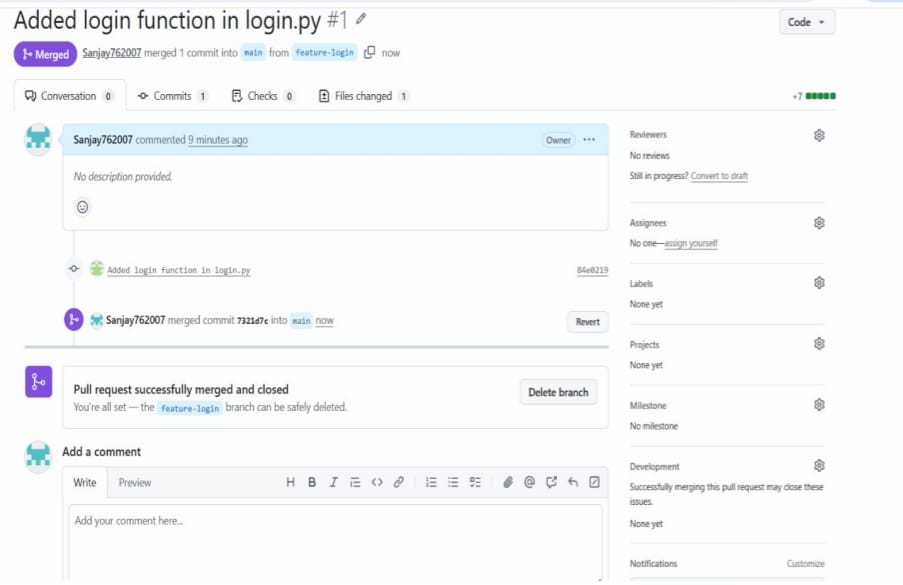 Added login function in login.py #1
Code
Merged Sanjay762007 merged 1 commit into main from feature-login now
Conversation 0 Commits 1 Checks 0 Files changed 1
+7
Sanjay762007 commented 9 minutes ago Owner
No description provided.
Added login function in login.py 84e0219
Sanjay762007 merged commit 7321d7c into main now Revert
Pull request successfully merged and closed
You're all set — the feature-login branch can be safely deleted.
Delete branch
Add a comment
Write Preview
Add your comment here...
Reviewers
No reviews
Still in progress? Convert to draft
Assignees
No one—assign yourself
Labels
None yet
Projects
None yet
Milestone
No milestone
Development
Successfully merging this pull request may close these
issues.
None yet
Notifications Customize